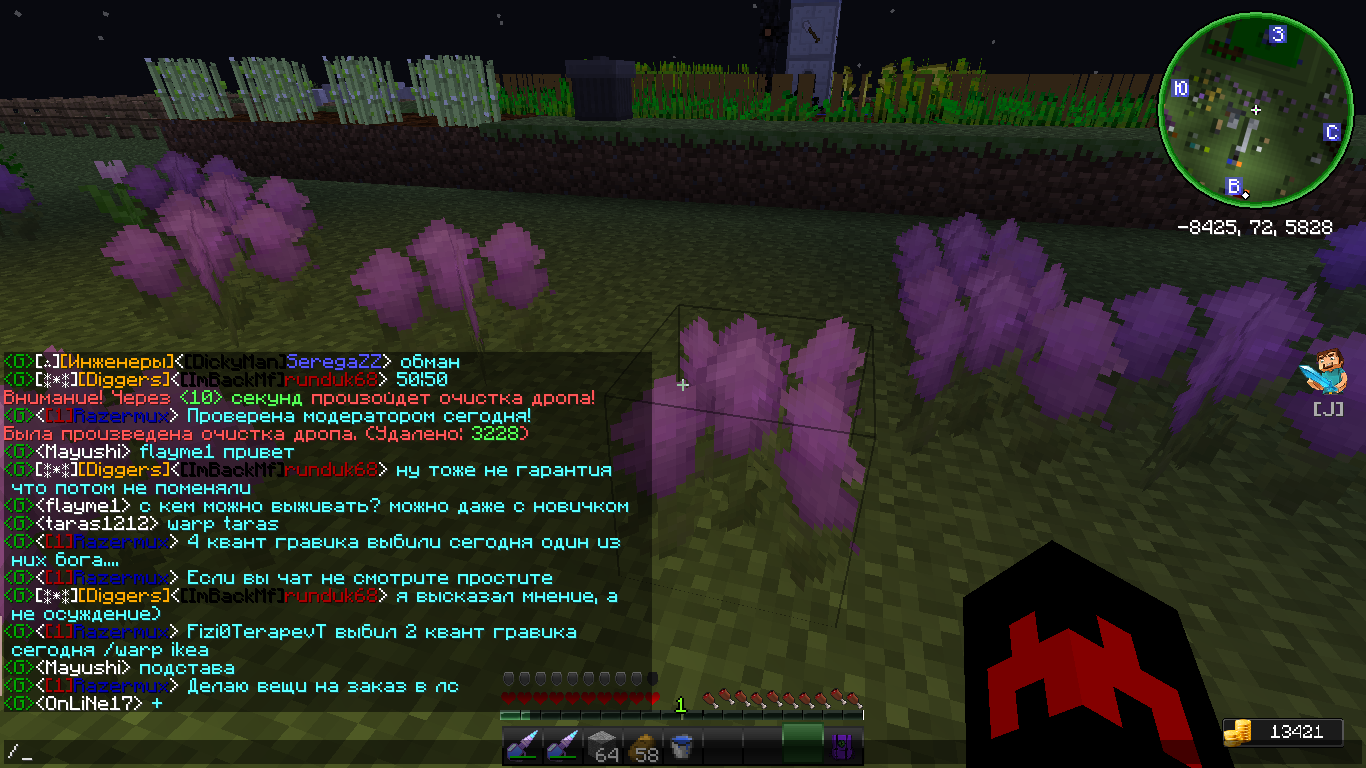 З
Ю
С
В
-8425, 72, 5828
[J]
<G>[∴][Инженеры]<[DickyMan]SeregaZZ> обман
<G>[⁑*⁑][Diggers]<[ImBackMf]runduk68> 50|50
Внимание! Через <10> секунд произойдет очистка дропа!
<G><[1]Razermux> Проверена модератором сегодня!
Была произведена очистка дропа. (Удалено: 3228)
<G><Mayushi> flayme1 привет
<G>[⁑*⁑][Diggers]<[ImBackMf]runduk68> ну тоже не гарантия
что потом не поменяли
<G><flayme1> с кем можно выживать? можно даже с новичком
<G><taras1212> warp taras
<G><[1]Razermux> 4 квант гравика выбили сегодня один из
них бога....
<G><[1]Razermux> Если вы чат не смотрите простите
<G>[⁑*⁑][Diggers]<[ImBackMf]runduk68> я высказал мнение, а
не осуждение)
<G><[1]Razermux> Fizi0TerapevT выбил 2 квант гравика
сегодня /warp ikea
<G><Mayushi> подстава
<G><[1]Razermux> Делаю вещи на заказ в лс
<G><OnLiNe17> +
1
64
58
13421
/_